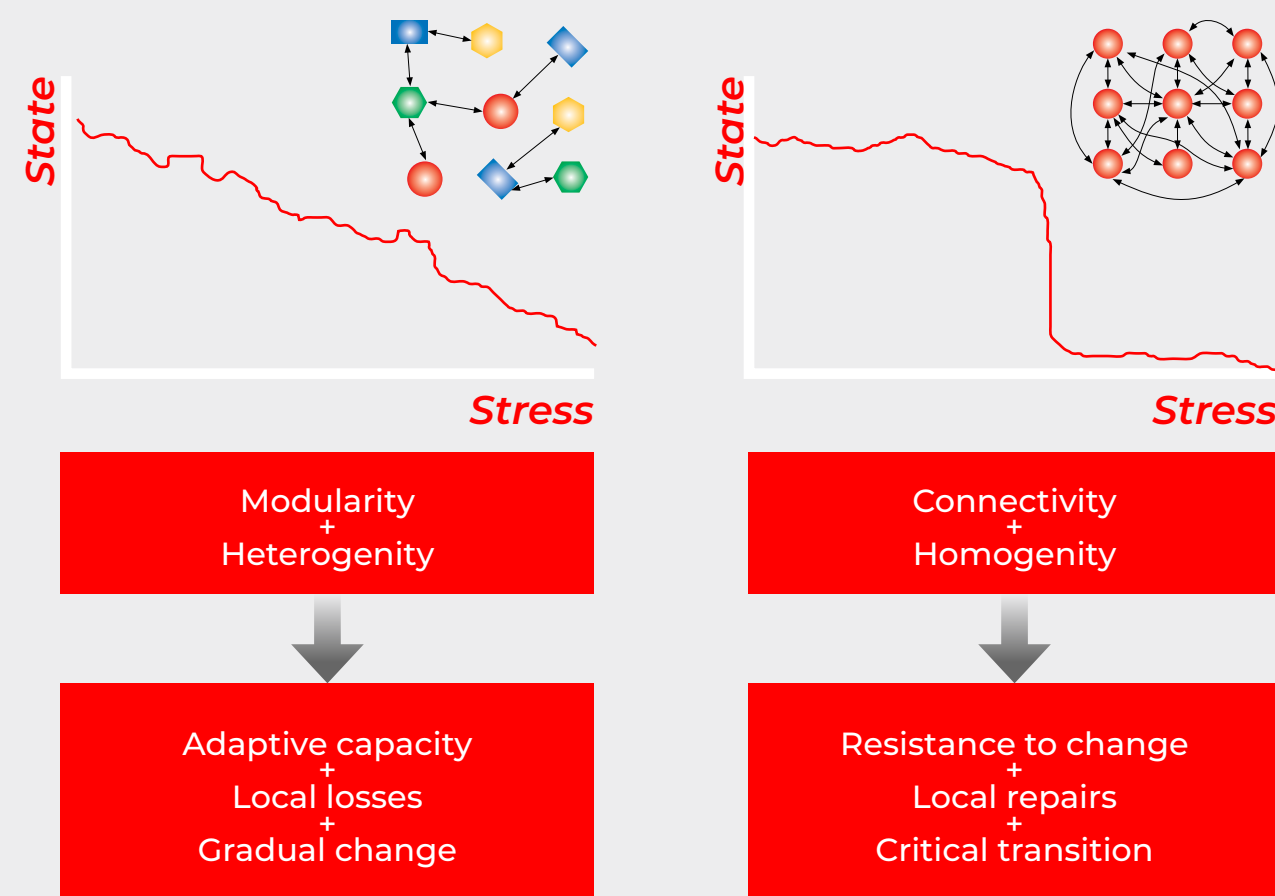 State
Stress
Modularity
+
Heterogenity
Adaptive capacity
+
Local losses
+
Gradual change
State
Stress
Connectivity
+
Homogenity
Resistance to change
+
Local repairs
+
Critical transition